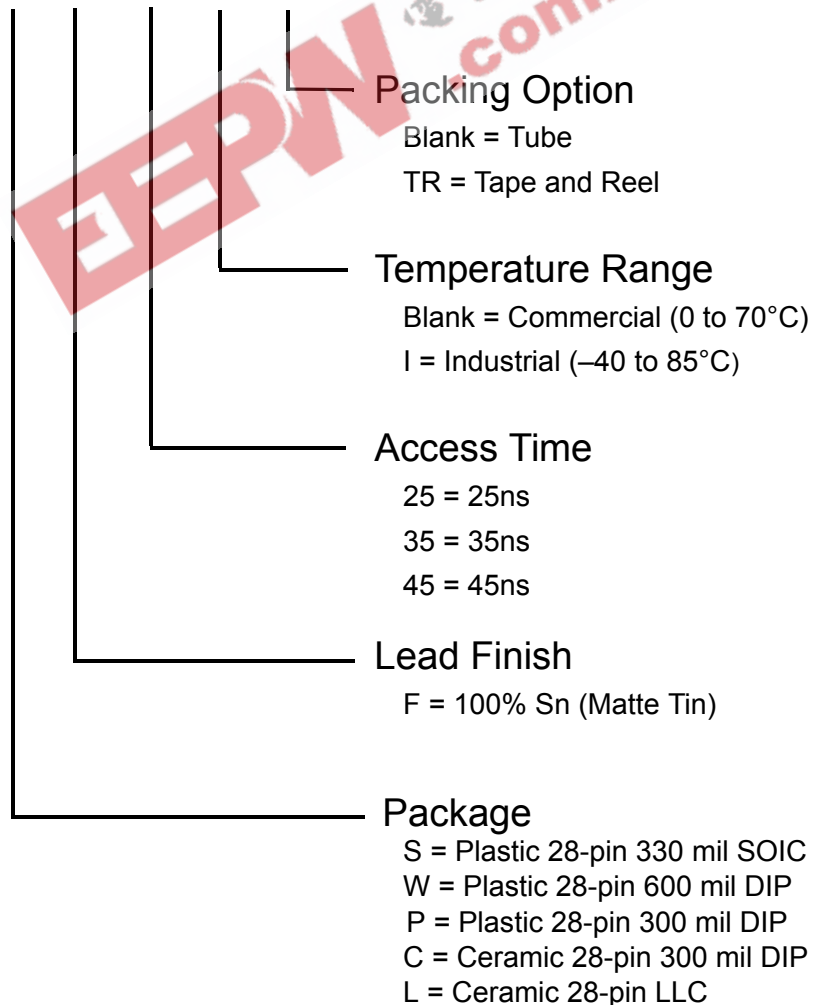 EEPW
.com
Packing Option
Blank = Tube
TR = Tape and Reel
Temperature Range
Blank = Commercial (0 to 70°C)
I = Industrial (–40 to 85°C)
Access Time
25 = 25ns
35 = 35ns
45 = 45ns
Lead Finish
F = 100% Sn (Matte Tin)
Package
S = Plastic 28-pin 330 mil SOIC
W = Plastic 28-pin 600 mil DIP
P = Plastic 28-pin 300 mil DIP
C = Ceramic 28-pin 300 mil DIP
L = Ceramic 28-pin LLC